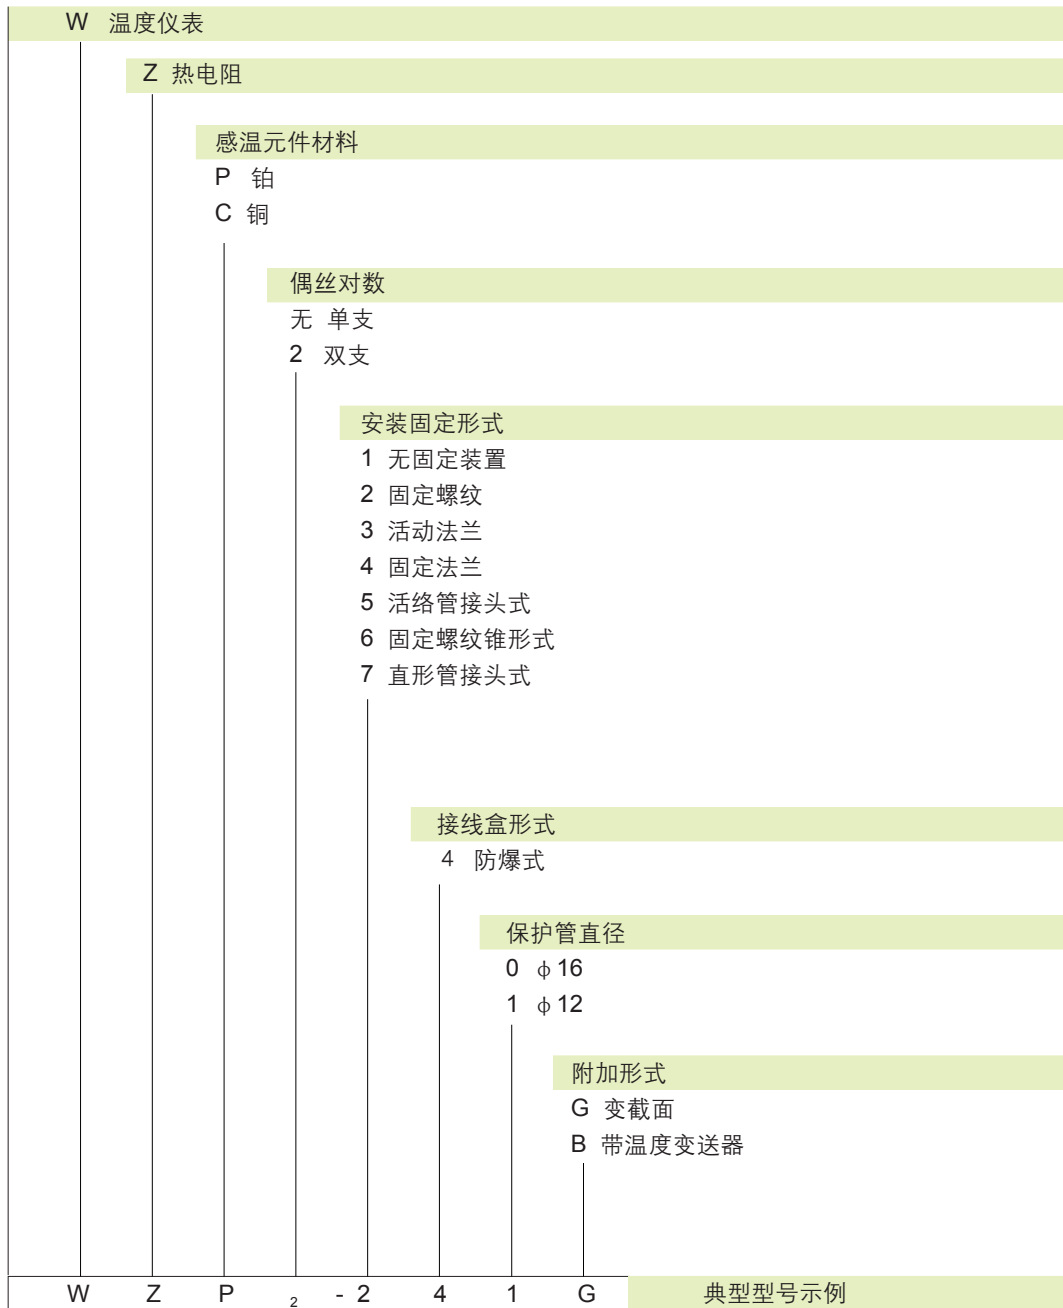 W 温度仪表
Z 热电阻
感温元件材料
P 铂
C 铜
偶丝对数
无 单支
2 双支
安装固定形式
1 无固定装置
2 固定螺纹
3 活动法兰
4 固定法兰
5 活络管接头式
6 固定螺纹锥形式
7 直形管接头式
接线盒形式
4 防爆式
保护管直径
0 φ16
1 φ12
附加形式
G 变截面
B 带温度变送器
W Z P 2 - 2 4 1 G 典型型号示例